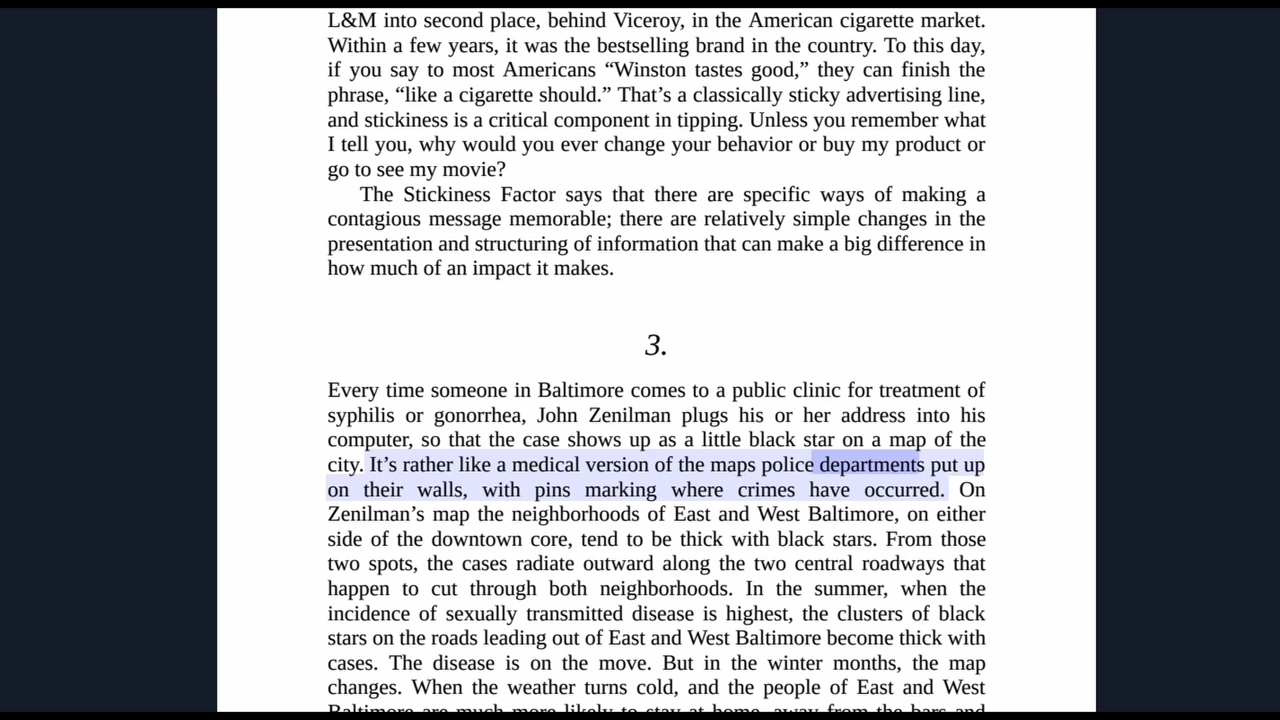 L&M into second place, behind Viceroy, in the American cigarette market.
Within a few years, it was the bestselling brand in the country. To this day,
if you say to most Americans “Winston tastes good,” they can finish the
phrase, “like a cigarette should.” That’s a classically sticky advertising line,
and stickiness is a critical component in tipping. Unless you remember what
I tell you, why would you ever change your behavior or buy my product or
go to see my movie?
The Stickiness Factor says that there are specific ways of making a
contagious message memorable; there are relatively simple changes in the
presentation and structuring of information that can make a big difference in
how much of an impact it makes.
3.
Every time someone in Baltimore comes to a public clinic for treatment of
syphilis or gonorrhea, John Zenilman plugs his or her address into his
computer, so that the case shows up as a little black star on a map of the
city. It’s rather like a medical version of the maps police departments put up
on their walls, with pins marking where crimes have occurred. On
Zenilman’s map the neighborhoods of East and West Baltimore, on either
side of the downtown core, tend to be thick with black stars. From those
two spots, the cases radiate outward along the two central roadways that
happen to cut through both neighborhoods. In the summer, when the
incidence of sexually transmitted disease is highest, the clusters of black
stars on the roads leading out of East and West Baltimore become thick with
cases. The disease is on the move. But in the winter months, the map
changes. When the weather turns cold, and the people of East and West
Baltimore are much more likely to stay at home, away from the bars and